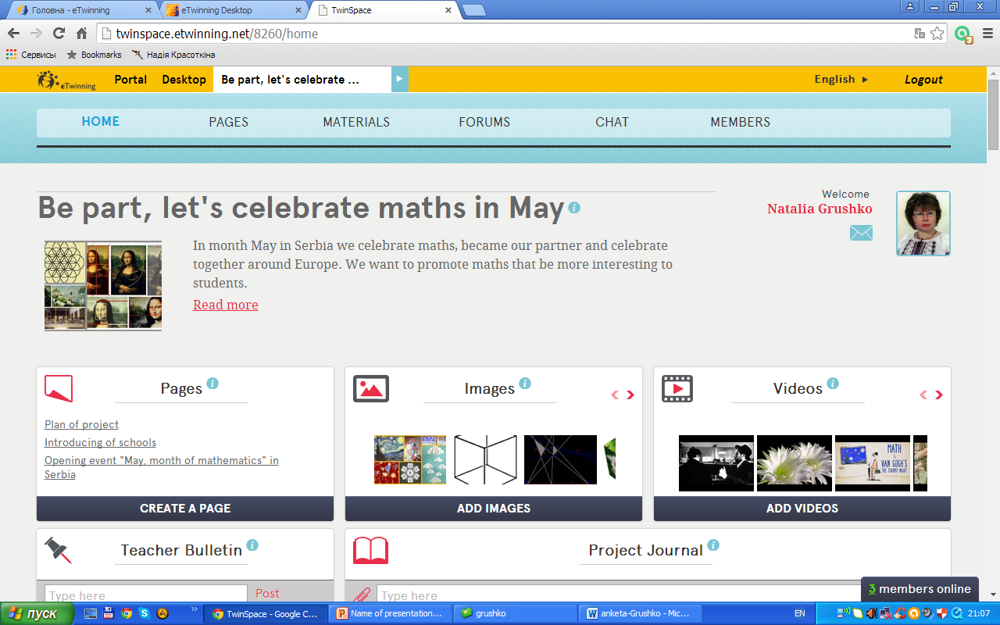 Головна - eTwinning
eTwinning Desktop
TwinSpace
twinspace.etwinning.net/8260/home
Сервисы
Bookmarks
Надія Красоткіна
eTwinning
Portal
Desktop
Be part, let's celebrate ...
English
Logout
HOME
PAGES
MATERIALS
FORUMS
CHAT
MEMBERS
Be part, let's celebrate maths in May
Welcome
Natalia Grushko
In month May in Serbia we celebrate maths, became our partner and celebrate
together around Europe. We want to promote maths that be more interesting to
students.
Read more
Pages
Plan of project
Introducing of schools
Opening event "May, month of mathematics" in
Serbia
CREATE A PAGE
Images
ADD IMAGES
Videos
MATH
&
VAN GOGH'S
THE STARRY NIGHT
ADD VIDEOS
Teacher Bulletin
Type here
Post
Project Journal
Type here
3 members online
пуск
TwinSpace - Google C...
Name of presentation...
grushko
anketa-Grushko - Mic...
EN
21:07